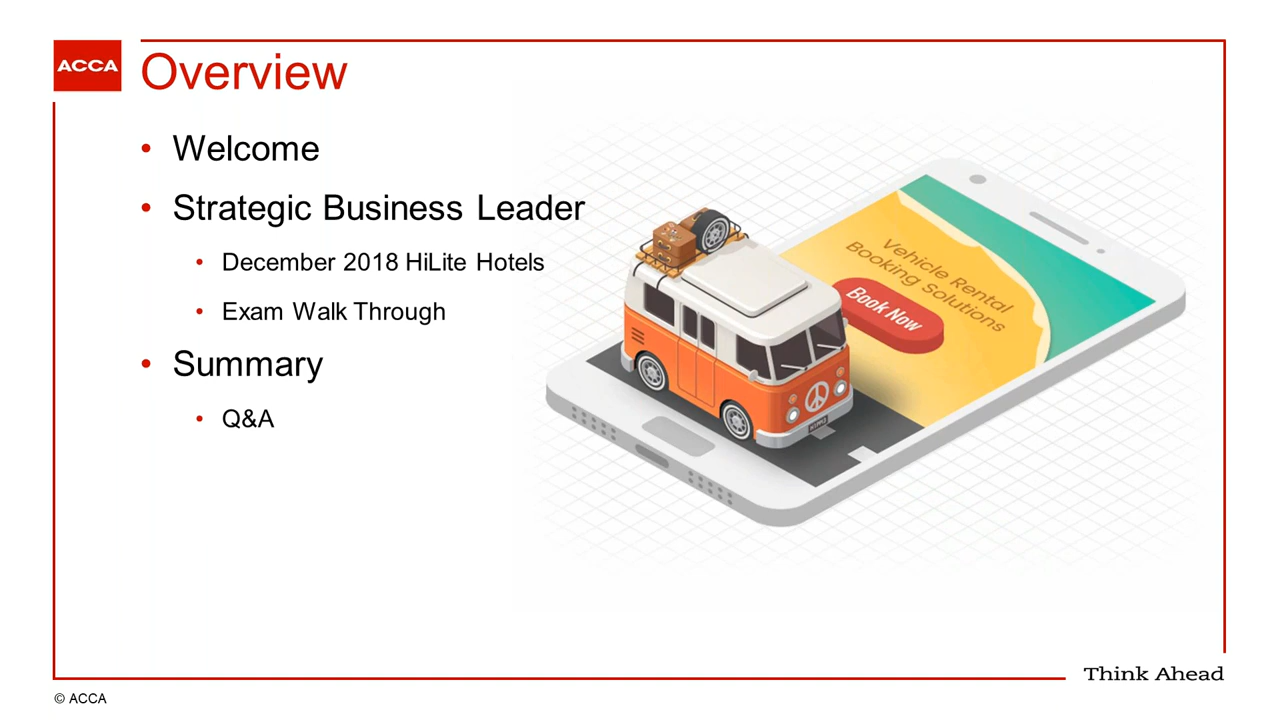 ACCA
Overview
• Welcome
• Strategic Business Leader
• December 2018 HiLite Hotels
• Exam Walk Through
• Summary
• Q&A
Vehicle Rental
Booking Solutions
Book Now
Think Ahead
© ACCA